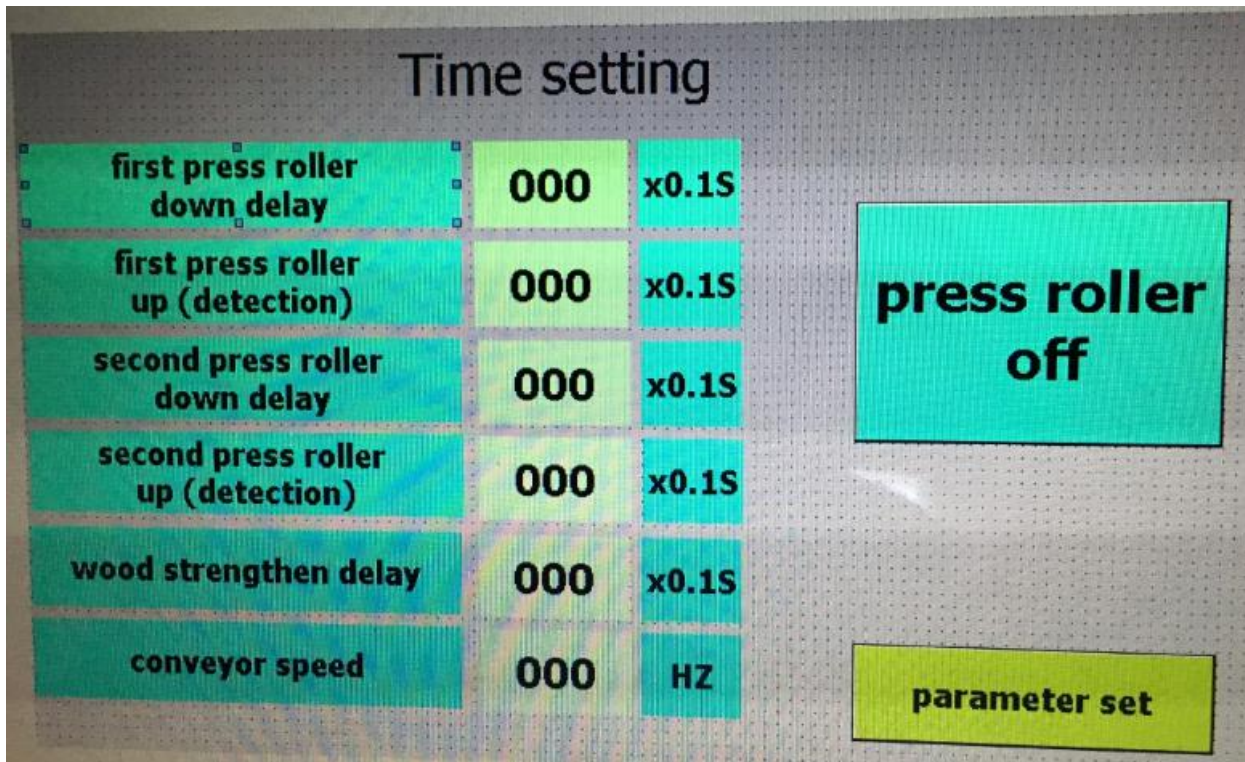 Time setting
first press roller
down delay
000
x0.1S
first press roller
up (detection)
000
x0.1S
second press roller
down delay
000
x0.1S
second press roller
up (detection)
000
x0.1S
wood strengthen delay
000
x0.1S
conveyor speed
000
HZ
press roller
off
parameter set